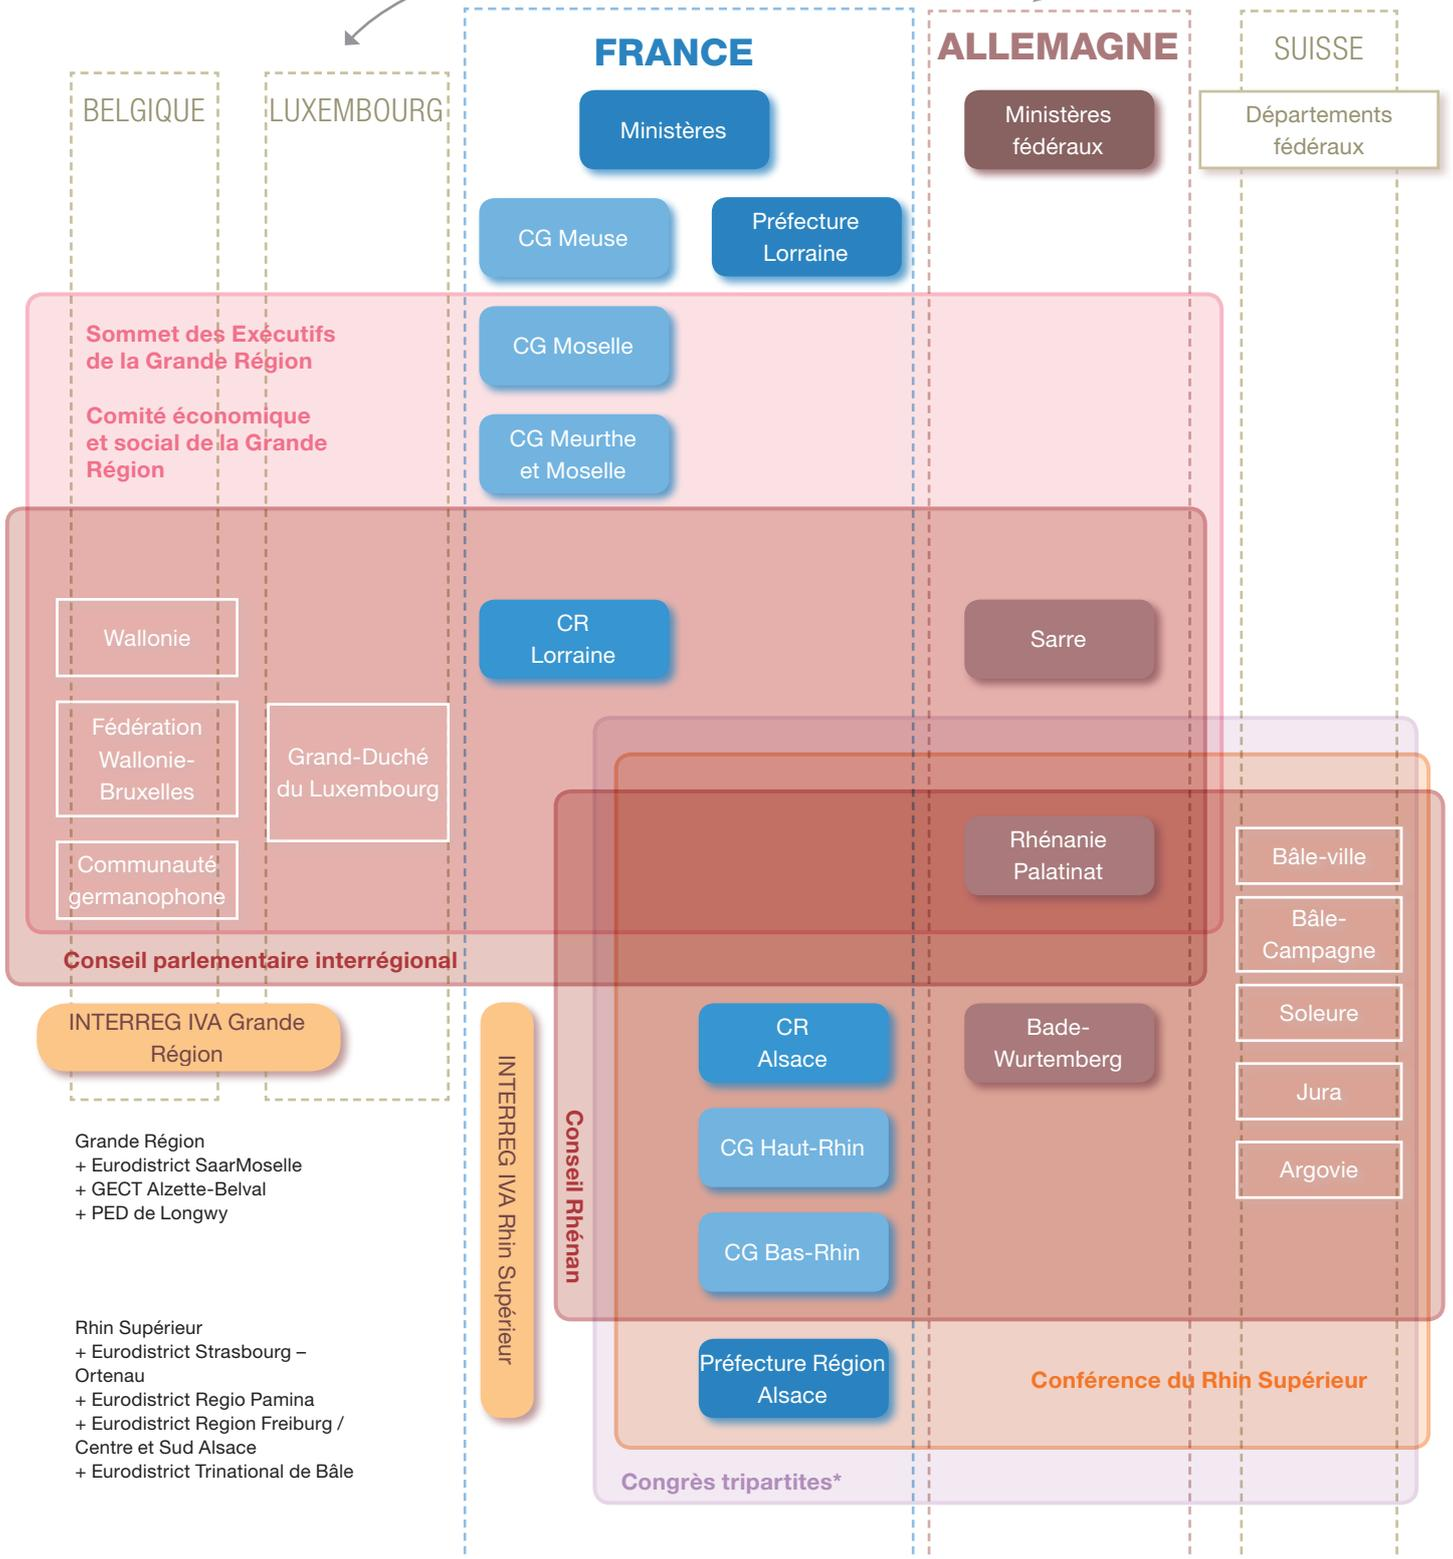 FRANCE
ALLEMAGNE
SUISSE
BELGIQUE
LUXEMBOURG
Ministères
Ministères
fédéraux
Départements
fédéraux
CG Meuse
Préfecture
Lorraine
Sommet des Exécutifs
de la Grande Région
CG Moselle
Comité économique
et social de la Grande
Région
CG Meurthe
et Moselle
Wallonie
CR
Lorraine
Sarre
Fédération
Wallonie-
Bruxelles
Grand-Duché
du Luxembourg
Communauté
germanophone
Rhénanie
Palatinat
Bâle-ville
Bâle-
Campagne
Soleure
Jura
Argovie
Conseil parlementaire interrégional
INTERREG IVA Grande
Région
INTERREG IVA Rhin Supérieur
Conseil Rhénan
CR
Alsace
Bade-
Wurtemberg
CG Haut-Rhin
CG Bas-Rhin
Préfecture Région
Alsace
Conférence du Rhin Supérieur
Congrès tripartites*
Grande Région
+ Eurodistrict SaarMoselle
+ GECT Alzette-Belval
+ PED de Longwy
Rhin Supérieur
+ Eurodistrict Strasbourg –
Ortenau
+ Eurodistrict Regio Pamina
+ Eurodistrict Region Freiburg /
Centre et Sud Alsace
+ Eurodistrict Trinational de Bâle